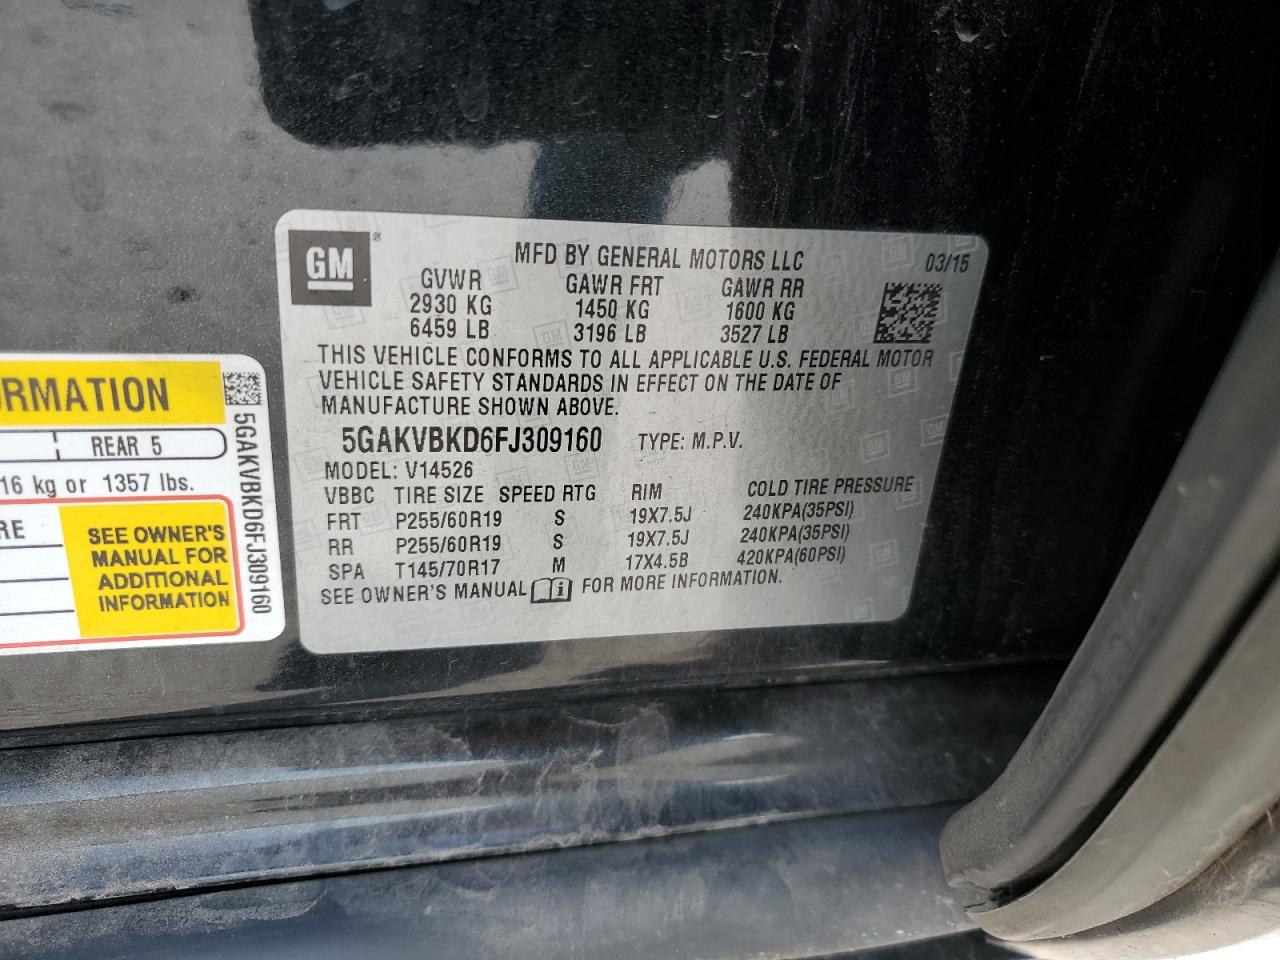 GM
MFD BY GENERAL MOTORS LLC 03/15
GVWR GAWR FRT GAWR RR
2930 KG 1450 KG 1600 KG
6459 LB 3196 LB 3527 LB
THIS VEHICLE CONFORMS TO ALL APPLICABLE U.S. FEDERAL MOTOR
VEHICLE SAFETY STANDARDS IN EFFECT ON THE DATE OF
MANUFACTURE SHOWN ABOVE.
5GAKVBKD6FJ309160 TYPE: M.P.V.
MODEL: V14526
VBBC TIRE SIZE SPEED RTG RIM COLD TIRE PRESSURE
FRT P255/60R19 S 19X7.5J 240KPA(35PSI)
RR P255/60R19 S 19X7.5J 240KPA(35PSI)
SPA T145/70R17 M 17X4.5B 420KPA(60PSI)
SEE OWNER'S MANUAL FOR MORE INFORMATION.
RMATION
REAR 5
16 kg or 1357 lbs.
RE
SEE OWNER'S
MANUAL FOR
ADDITIONAL
INFORMATION
5GAKVBKD6FJ309160